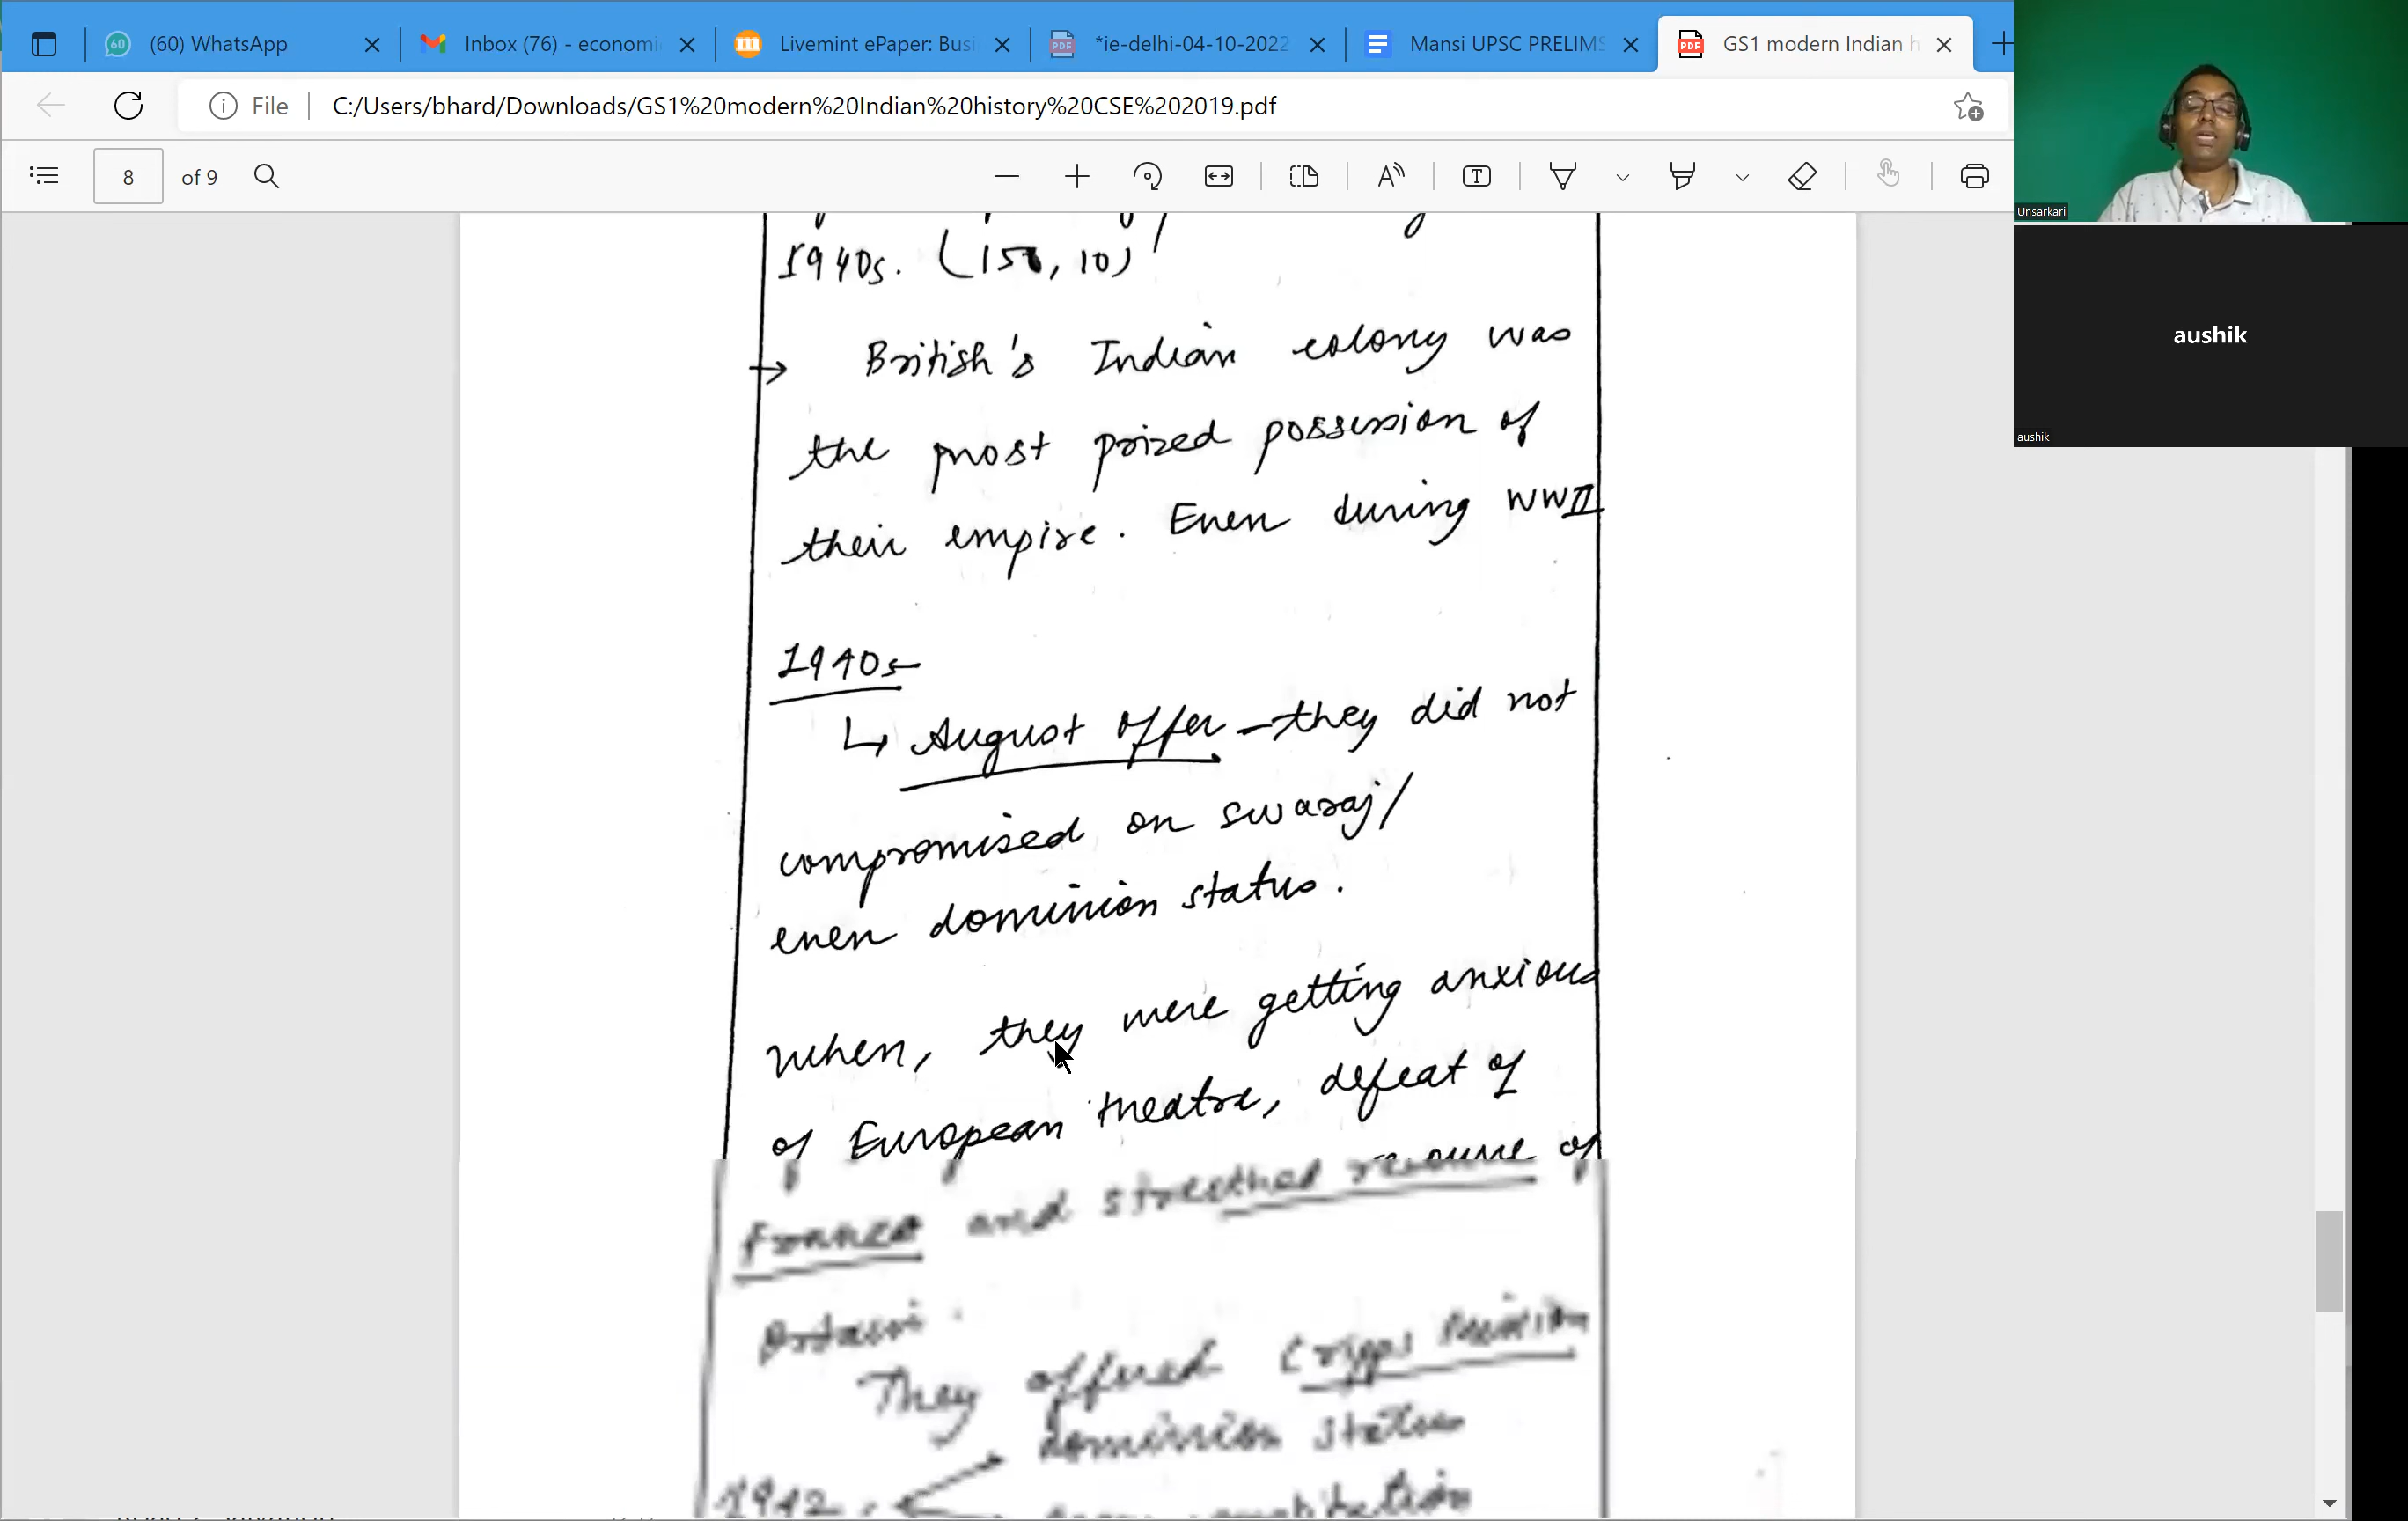 (60) WhatsApp
Inbox (76) - economi
Livemint ePaper: Busi
*ie-delhi-04-10-2022
Mansi UPSC PRELIMS
GS1 modern Indian h
File
C:/Users/bhard/Downloads/GS1%20modern%20Indian%20history%20CSE%202019.pdf
8 of 9
1940s. (150, 10)
→ British's Indian colony was
the most prized possession of
their empire. Even during WWII
1940s-
↳ August Offer - they did not
compromised on swaraj/
even dominion status.
when, they were getting anxious
of European theatre, defeat of
France and stretched resource of
Britain.
They offered Cripps Mission
dominion status
1942
Unsarkari
aushik
aushik